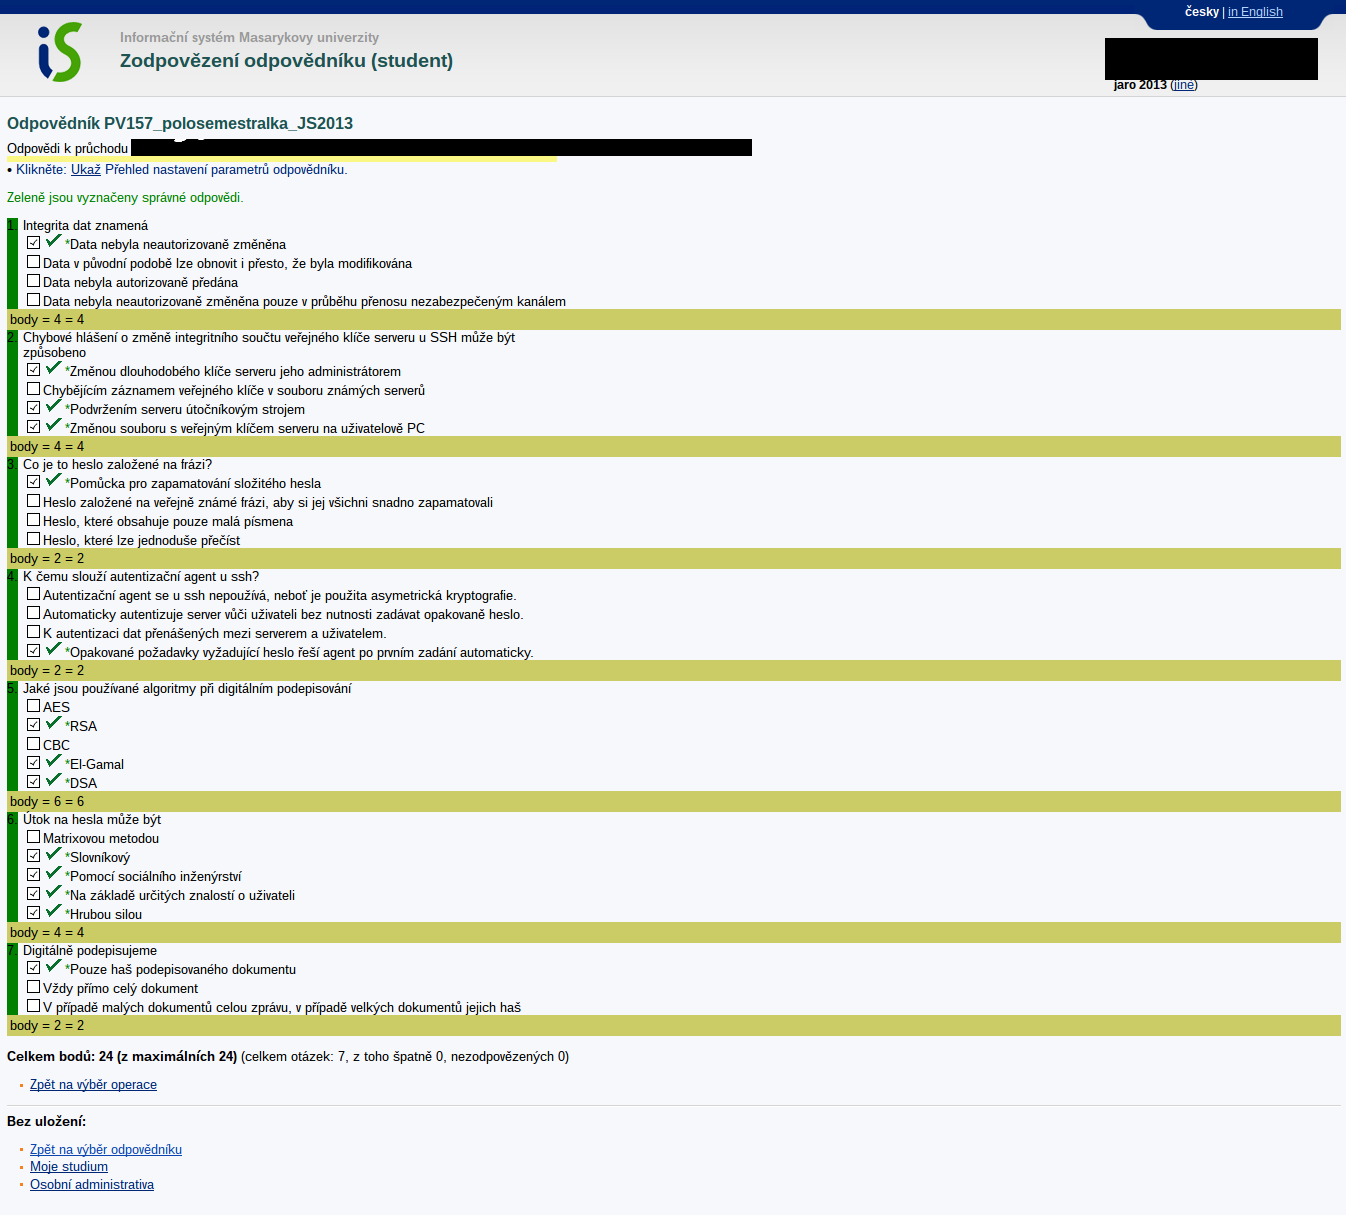 česky | in English
Informační systém Masarykovy univerzity
Zodpovězení odpovědníku (student)
jaro 2013 (jiné)
Odpovědník PV157_polosemestralka_JS2013
Odpovědi k průchodu
• Klikněte: Ukaž Přehled nastavení parametrů odpovědníku.
Zeleně jsou vyznačeny správné odpovědi.
1. Integrita dat znamená
*Data nebyla neautorizovaně změněna
Data v původní podobě lze obnovit i přesto, že byla modifikována
Data nebyla autorizovaně předána
Data nebyla neautorizovaně změněna pouze v průběhu přenosu nezabezpečeným kanálem
body = 4 = 4
2. Chybové hlášení o změně integritního součtu veřejného klíče serveru u SSH může být
způsobeno
*Změnou dlouhodobého klíče serveru jeho administrátorem
Chybějícím záznamem veřejného klíče v souboru známých serverů
*Podvržením serveru útočníkovým strojem
*Změnou souboru s veřejným klíčem serveru na uživatelově PC
body = 4 = 4
3. Co je to heslo založené na frázi?
*Pomůcka pro zapamatování složitého hesla
Heslo založené na veřejně známé frázi, aby si jej všichni snadno zapamatovali
Heslo, které obsahuje pouze malá písmena
Heslo, které lze jednoduše přečíst
body = 2 = 2
4. K čemu slouží autentizační agent u ssh?
Autentizační agent se u ssh nepoužívá, neboť je použita asymetrická kryptografie.
Automaticky autentizuje server vůči uživateli bez nutnosti zadávat opakovaně heslo.
K autentizaci dat přenášených mezi serverem a uživatelem.
*Opakované požadavky vyžadující heslo řeší agent po prvním zadání automaticky.
body = 2 = 2
5. Jaké jsou používané algoritmy při digitálním podepisování
AES
*RSA
CBC
*El-Gamal
*DSA
body = 6 = 6
6. Útok na hesla může být
Matrixovou metodou
*Slovníkový
*Pomocí sociálního inženýrství
*Na základě určitých znalostí o uživateli
*Hrubou silou
body = 4 = 4
7. Digitálně podepisujeme
*Pouze haš podepisovaného dokumentu
Vždy přímo celý dokument
V případě malých dokumentů celou zprávu, v případě velkých dokumentů jejich haš
body = 2 = 2
Celkem bodů: 24 (z maximálních 24) (celkem otázek: 7, z toho špatně 0, nezodpovězených 0)
Zpět na výběr operace
Bez uložení:
Zpět na výběr odpovědníku
Moje studium
Osobní administrativa